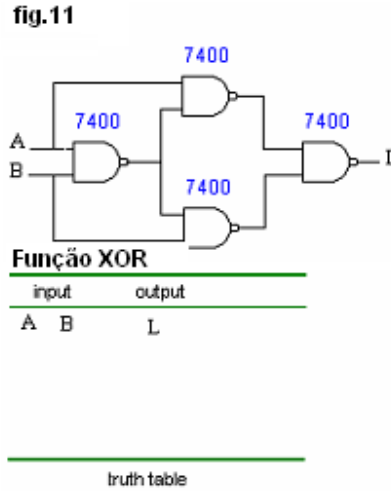 fig.11
7400
7400
7400
A
B
L
7400
Função XOR
input output
A B L
truth table